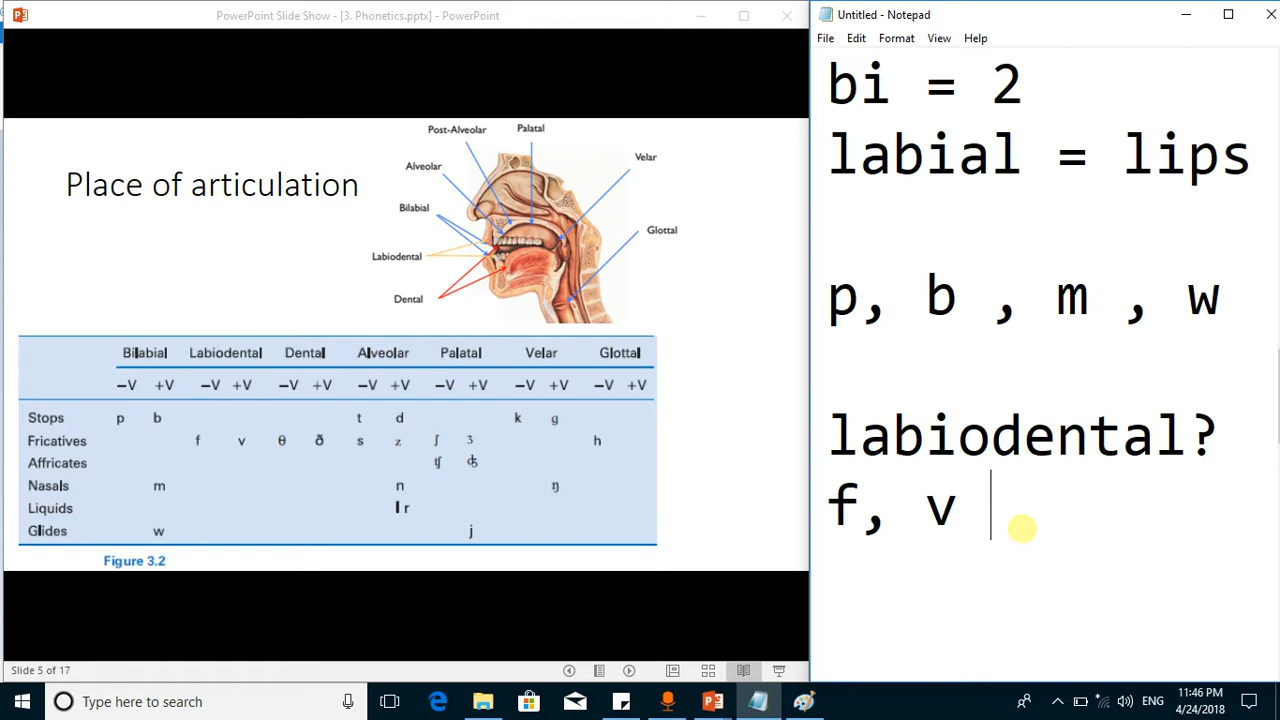 PowerPoint Slide Show - [3. Phonetics.pptx] - PowerPoint
Place of articulation
Post-Alveolar
Palatal
Alveolar
Velar
Bilabial
Glottal
Labiodental
Dental
Bilabial Labiodental Dental Alveolar Palatal Velar Glottal
–V +V –V +V –V +V –V +V –V +V –V +V –V +V
Stops p b t d k g
Fricatives f v θ ð s z ʃ ʒ h
Affricates ʧ ʤ
Nasals m n ŋ
Liquids l r
Glides w j
Figure 3.2
Slide 5 of 17
Untitled - Notepad
File Edit Format View Help
bi = 2
labial = lips
p, b , m , w
labiodental?
f, v
Type here to search
ENG
11:46 PM
4/24/2018